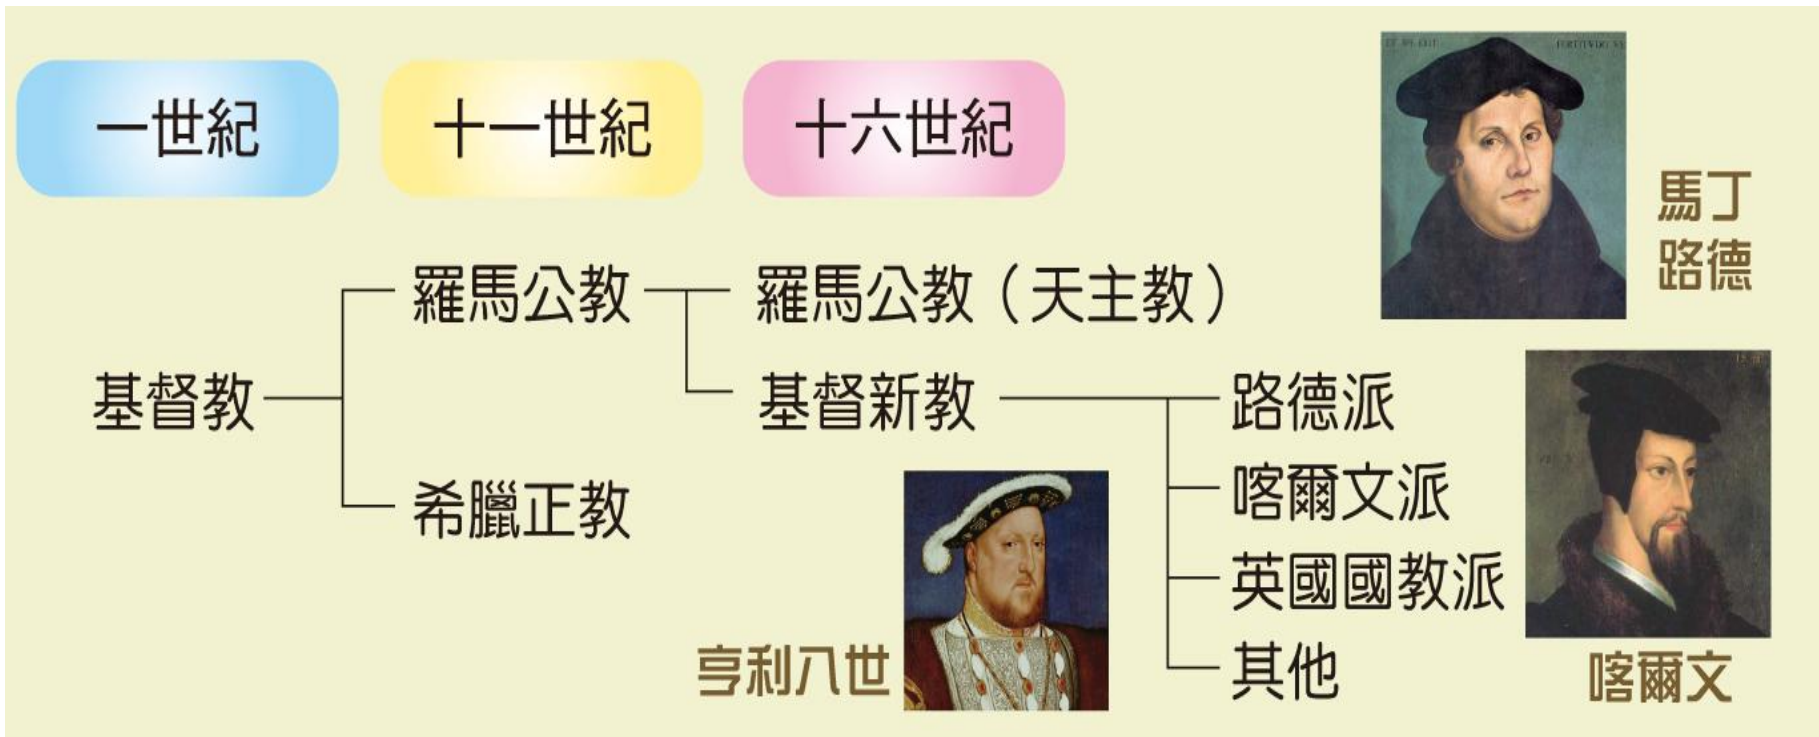 一世紀
十一世紀
十六世紀
馬丁
路德
羅馬公教
羅馬公教（天主教）
基督教
基督新教
路德派
希臘正教
喀爾文派
英國國教派
其他
亨利八世
喀爾文